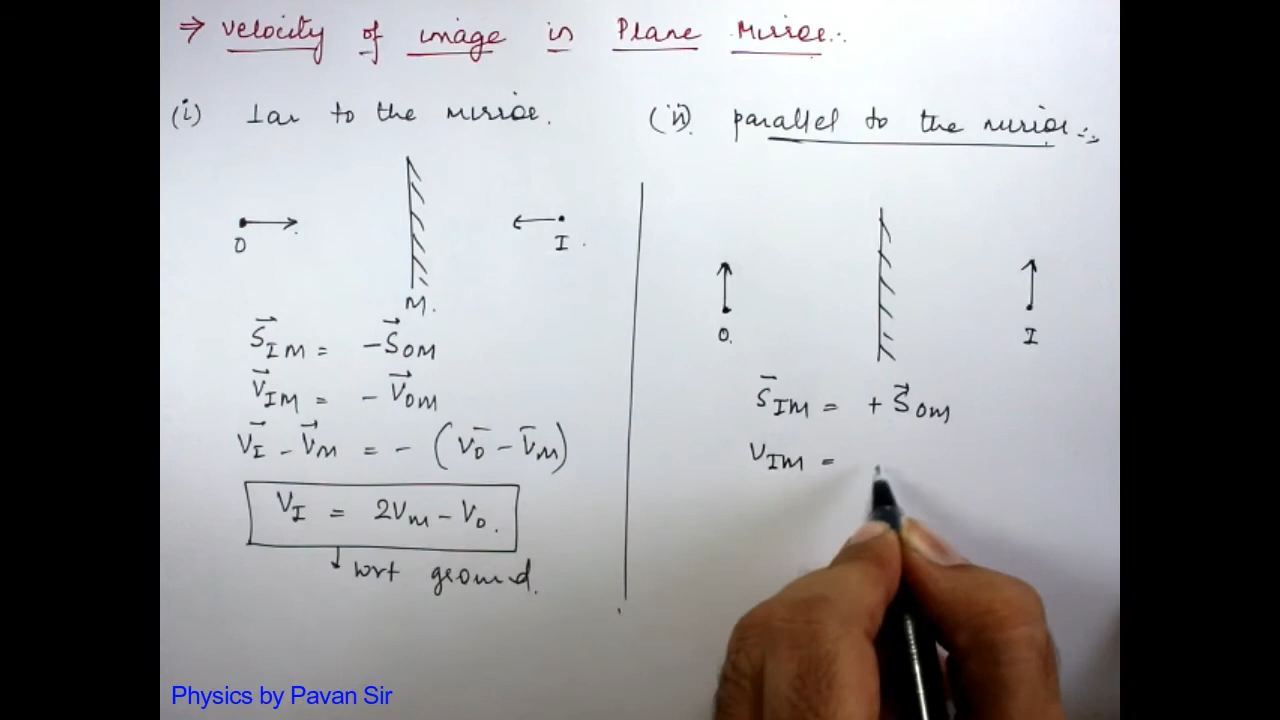 ⇒ Velocity of image in Plane Mirror.
(i) ⊥ar to the mirror.
O
I
M.
S⃗IM = -S⃗OM
V⃗IM = - V⃗OM
V⃗I - V⃗M = - (V̄O - V̄M)
VI = 2VM - VO.
wrt ground.
(ii) parallel to the mirror.
O.
I
S̄IM = + S⃗OM
VIM =
Physics by Pavan Sir